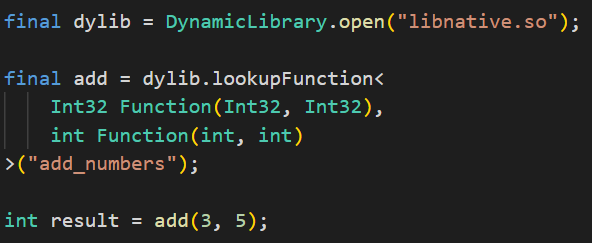 final dylib = DynamicLibrary.open("libnative.so");
final add = dylib.lookupFunction<
    Int32 Function(Int32, Int32),
    int Function(int, int)
>("add_numbers");
int result = add(3, 5);